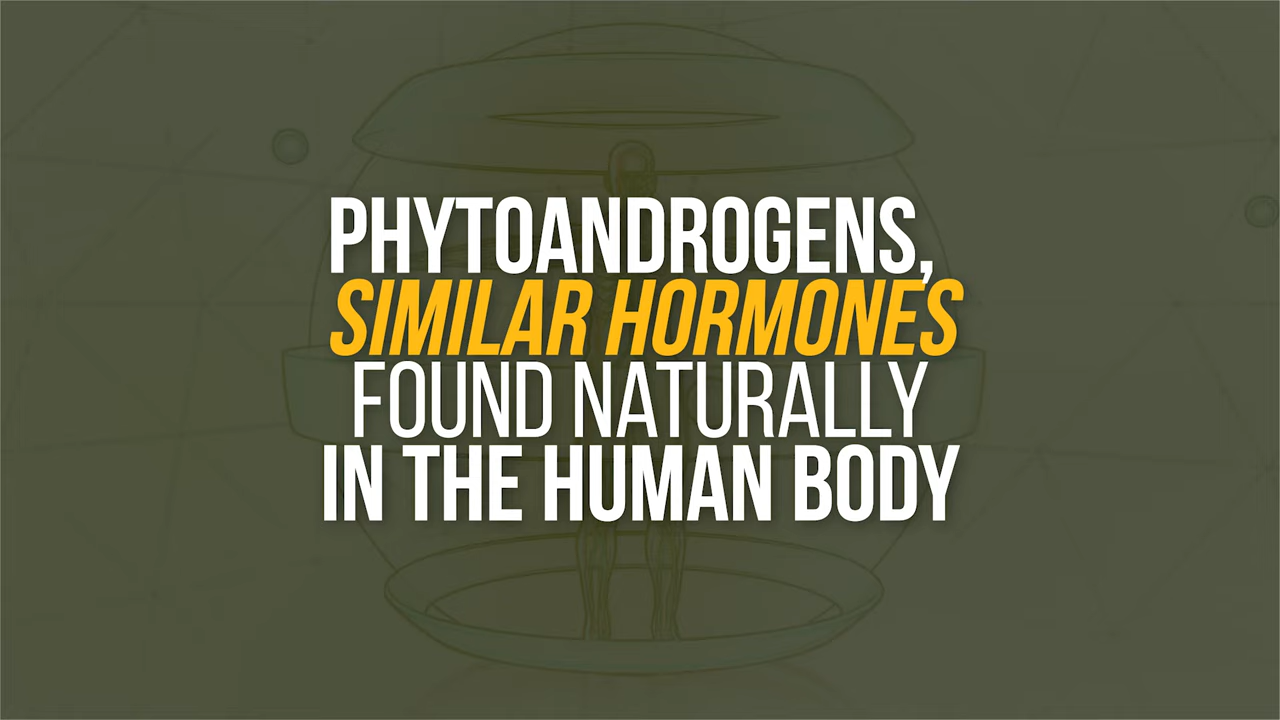 PHYTOANDROGENS,
SIMILAR HORMONES
FOUND NATURALLY
IN THE HUMAN BODY